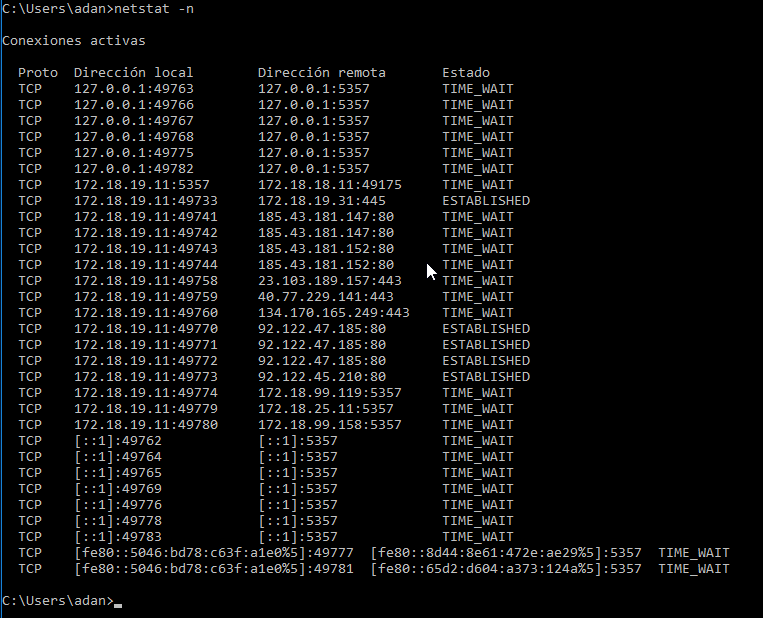 C:\Users\adan>netstat -n
Conexiones activas
Proto  Dirección local        Dirección remota       Estado
TCP    127.0.0.1:49763        127.0.0.1:5357         TIME_WAIT
TCP    127.0.0.1:49766        127.0.0.1:5357         TIME_WAIT
TCP    127.0.0.1:49767        127.0.0.1:5357         TIME_WAIT
TCP    127.0.0.1:49768        127.0.0.1:5357         TIME_WAIT
TCP    127.0.0.1:49775        127.0.0.1:5357         TIME_WAIT
TCP    127.0.0.1:49782        127.0.0.1:5357         TIME_WAIT
TCP    172.18.19.11:5357      172.18.18.11:49175     TIME_WAIT
TCP    172.18.19.11:49733     172.18.19.31:445       ESTABLISHED
TCP    172.18.19.11:49741     185.43.181.147:80      TIME_WAIT
TCP    172.18.19.11:49742     185.43.181.147:80      TIME_WAIT
TCP    172.18.19.11:49743     185.43.181.152:80      TIME_WAIT
TCP    172.18.19.11:49744     185.43.181.152:80      TIME_WAIT
TCP    172.18.19.11:49758     23.103.189.157:443     TIME_WAIT
TCP    172.18.19.11:49759     40.77.229.141:443      TIME_WAIT
TCP    172.18.19.11:49760     134.170.165.249:443    TIME_WAIT
TCP    172.18.19.11:49770     92.122.47.185:80       ESTABLISHED
TCP    172.18.19.11:49771     92.122.47.185:80       ESTABLISHED
TCP    172.18.19.11:49772     92.122.47.185:80       ESTABLISHED
TCP    172.18.19.11:49773     92.122.45.210:80       ESTABLISHED
TCP    172.18.19.11:49774     172.18.99.119:5357     TIME_WAIT
TCP    172.18.19.11:49779     172.18.25.11:5357      TIME_WAIT
TCP    172.18.19.11:49780     172.18.99.158:5357     TIME_WAIT
TCP    [::1]:49762            [::1]:5357             TIME_WAIT
TCP    [::1]:49764            [::1]:5357             TIME_WAIT
TCP    [::1]:49765            [::1]:5357             TIME_WAIT
TCP    [::1]:49769            [::1]:5357             TIME_WAIT
TCP    [::1]:49776            [::1]:5357             TIME_WAIT
TCP    [::1]:49778            [::1]:5357             TIME_WAIT
TCP    [::1]:49783            [::1]:5357             TIME_WAIT
TCP    [fe80::5046:bd78:c63f:a1e0%5]:49777  [fe80::8d44:8e61:472e:ae29%5]:5357  TIME_WAIT
TCP    [fe80::5046:bd78:c63f:a1e0%5]:49781  [fe80::65d2:d604:a373:124a%5]:5357  TIME_WAIT
C:\Users\adan>_